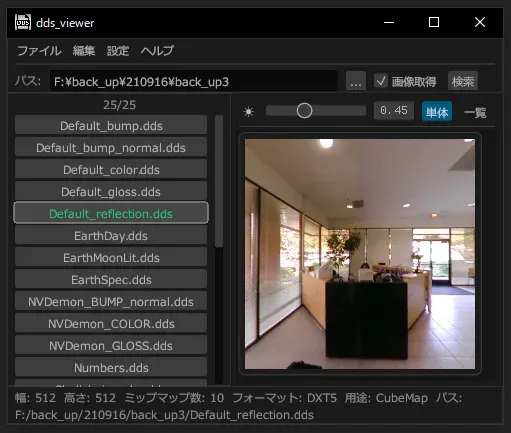 dds_viewer
ファイル 編集 設定 ヘルプ
パス: F:¥back_up¥210916¥back_up3 ... 画像取得 検索
25/25
0.45 単体 一覧
Default_bump.dds
Default_bump_normal.dds
Default_color.dds
Default_gloss.dds
Default_reflection.dds
EarthDay.dds
EarthMoonLit.dds
EarthSpec.dds
NVDemon_BUMP_normal.dds
NVDemon_COLOR.dds
NVDemon_GLOSS.dds
Numbers.dds
幅: 512 高さ: 512 ミップマップ数: 10 フォーマット: DXT5 用途: CubeMap パス:
F:/back_up/210916/back_up3/Default_reflection.dds